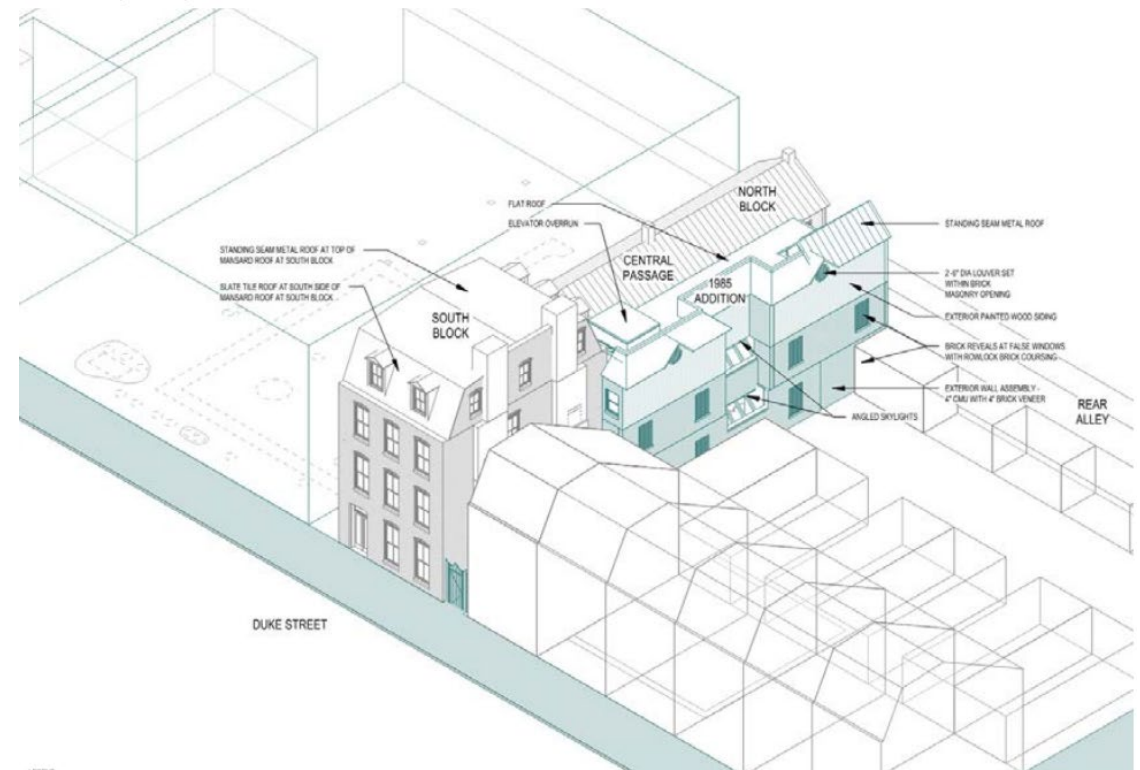 NORTH
BLOCK
FLAT ROOF
ELEVATOR OVERRUN
STANDING SEAM METAL ROOF
CENTRAL
PASSAGE
STANDING SEAM METAL ROOF AT TOP OF
MANSARD ROOF AT SOUTH BLOCK
1985
ADDITION
2'-6" DIA LOUVER SET
WITHIN BRICK
MASONRY OPENING
SLATE TILE ROOF AT SOUTH SIDE OF
MANSARD ROOF AT SOUTH BLOCK
SOUTH
BLOCK
EXTERIOR PAINTED WOOD SIDING
BRICK REVEALS AT FALSE WINDOWS
WITH ROWLOCK BRICK COURSING
EXTERIOR WALL ASSEMBLY -
4" CMU WITH 4" BRICK VENEER
REAR
ALLEY
ANGLED SKYLIGHTS
DUKE STREET